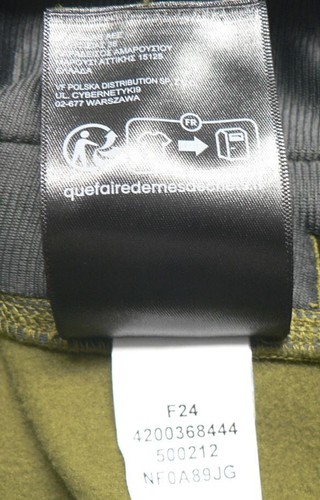 ΑΜΑΡΟΥΣΙΟΥ
ΑΤΤΙΚΗΣ 15125
ΕΛΛΑΔΑ
VF POLSKA DISTRIBUTION SP.
UL. CYBERNETYKI9
02-677 WARSZAWA
FR
quefairedemesdechets.fr
F24
4200368444
500212
NF0A89JG